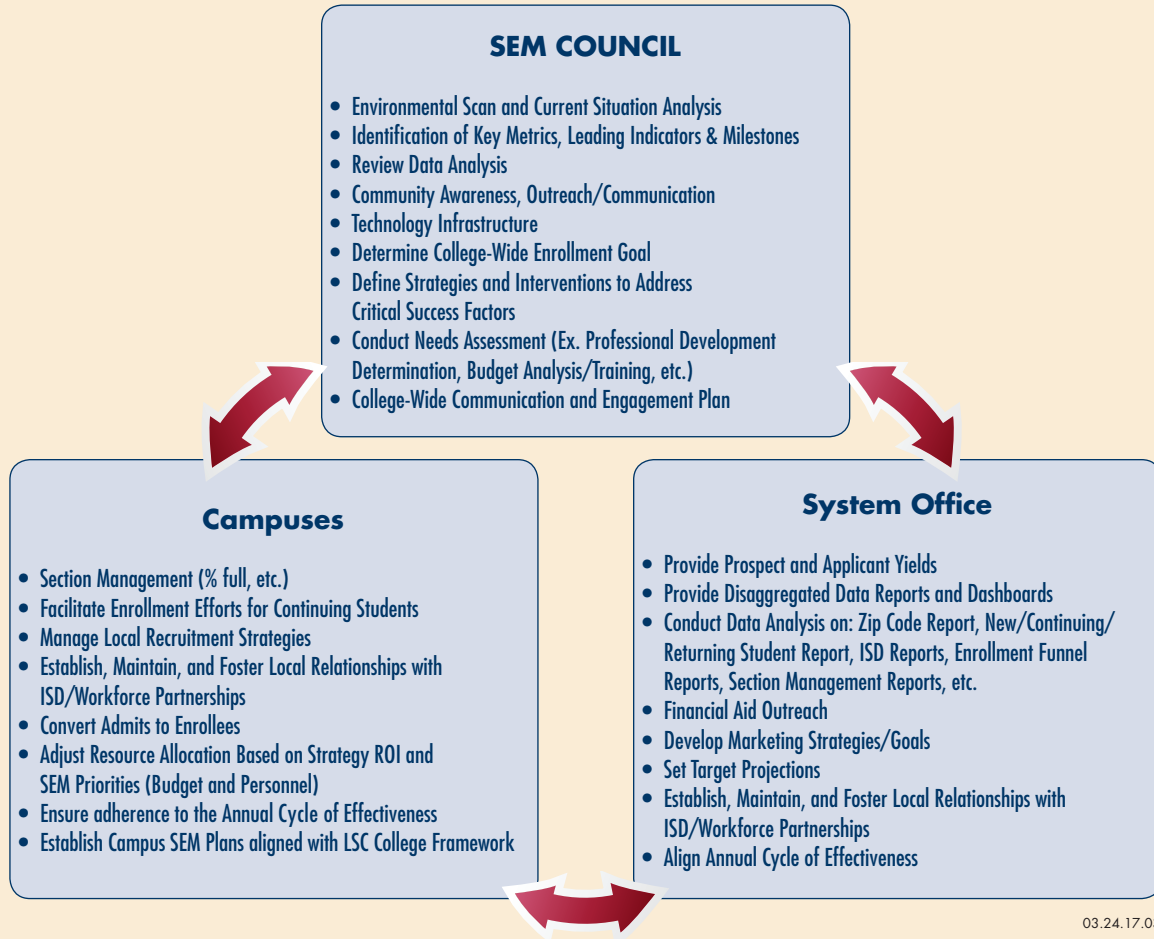 SEM COUNCIL
• Environmental Scan and Current Situation Analysis
• Identification of Key Metrics, Leading Indicators & Milestones
• Review Data Analysis
• Community Awareness, Outreach/Communication
• Technology Infrastructure
• Determine College-Wide Enrollment Goal
• Define Strategies and Interventions to Address
Critical Success Factors
• Conduct Needs Assessment (Ex. Professional Development
Determination, Budget Analysis/Training, etc.)
• College-Wide Communication and Engagement Plan
Campuses
• Section Management (% full, etc.)
• Facilitate Enrollment Efforts for Continuing Students
• Manage Local Recruitment Strategies
• Establish, Maintain, and Foster Local Relationships with
ISD/Workforce Partnerships
• Convert Admits to Enrollees
• Adjust Resource Allocation Based on Strategy ROI and
SEM Priorities (Budget and Personnel)
• Ensure adherence to the Annual Cycle of Effectiveness
• Establish Campus SEM Plans aligned with LSC College Framework
System Office
• Provide Prospect and Applicant Yields
• Provide Disaggregated Data Reports and Dashboards
• Conduct Data Analysis on: Zip Code Report, New/Continuing/
Returning Student Report, ISD Reports, Enrollment Funnel
Reports, Section Management Reports, etc.
• Financial Aid Outreach
• Develop Marketing Strategies/Goals
• Set Target Projections
• Establish, Maintain, and Foster Local Relationships with
ISD/Workforce Partnerships
• Align Annual Cycle of Effectiveness
03.24.17.03